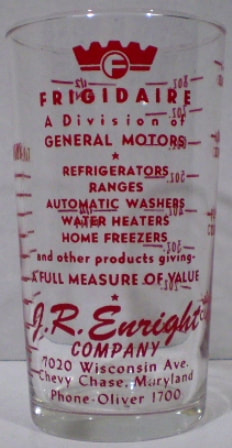 F
FRIGIDAIRE
A Division of
GENERAL MOTORS
REFRIGERATORS
RANGES
AUTOMATIC WASHERS
WATER HEATERS
HOME FREEZERS
and other products giving-
A FULL MEASURE OF VALUE
J.R. Enright
COMPANY
7020 Wisconsin Ave.
Chevy Chase, Maryland
Phone-Oliver 1700